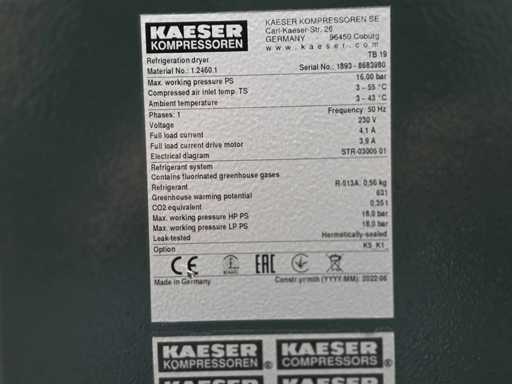 KAESER
KOMPRESSOREN
KAESER KOMPRESSOREN SE
Carl-Kaeser-Str. 26
GERMANY 96450 Coburg
www.kaeser.com
Refrigeration dryer TB 19
Material No.: 1.2460.1 Serial No.: 1893 - 8683980
Max. working pressure PS 16,00 bar
Compressed air inlet temp. TS 3 – 55 °C
Ambient temperature 3 – 43 °C
Phases: 1 Frequency: 50 Hz
Voltage 230 V
Full load current 4,1 A
Full load current drive motor 3,9 A
Electrical diagram STR-03006 01
Refrigerant system
Contains fluorinated greenhouse gases
Refrigerant R-513A: 0,56 kg
Greenhouse warming potential 631
CO2 equivalent 0,35 t
Max. working pressure HP PS 18,0 bar
Max. working pressure LP PS 18,0 bar
Leak-tested Hermetically-sealed
Option K5 K1
CE EAC
Made in Germany Constr.yr/mth (YYYY-MM): 2022-06
KAESER KAESER
KOMPRESSOREN ® COMPRESSORS ®